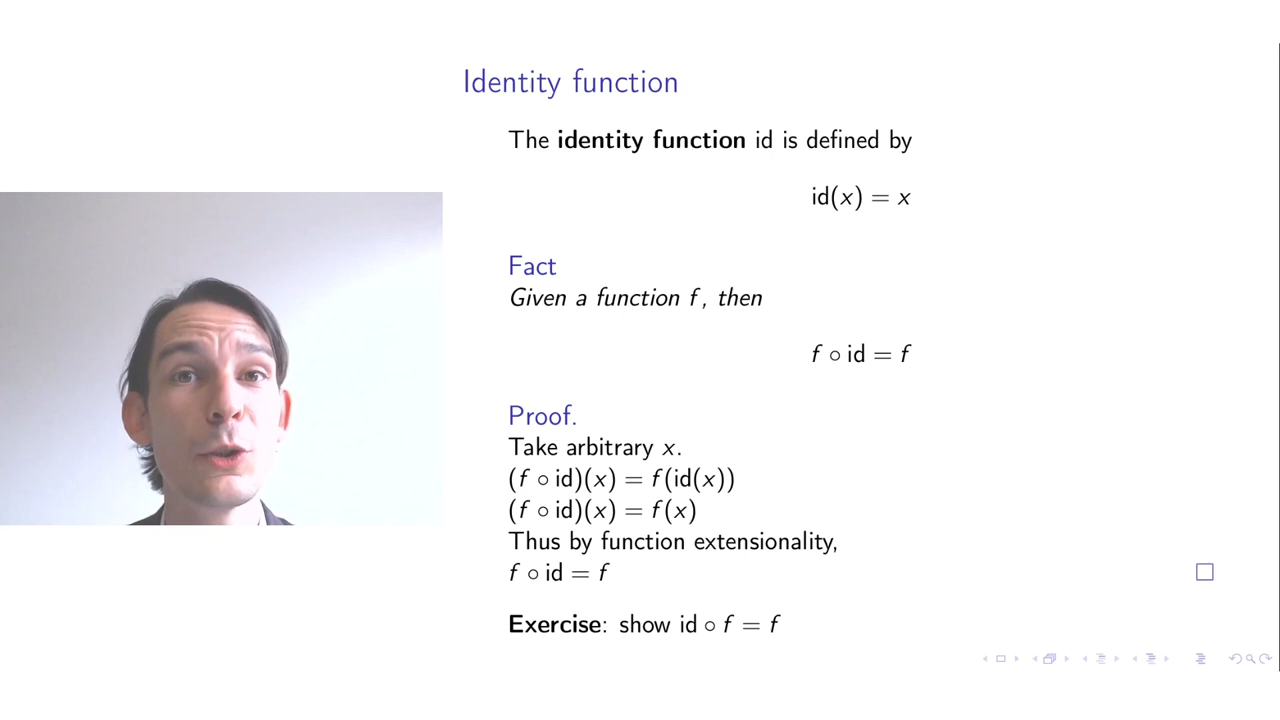 Identity function
The identity function id is defined by
id(x) = x
Fact
Given a function f, then
f ∘ id = f
Proof.
Take arbitrary x.
(f ∘ id)(x) = f(id(x))
(f ∘ id)(x) = f(x)
Thus by function extensionality,
f ∘ id = f
Exercise: show id ∘ f = f